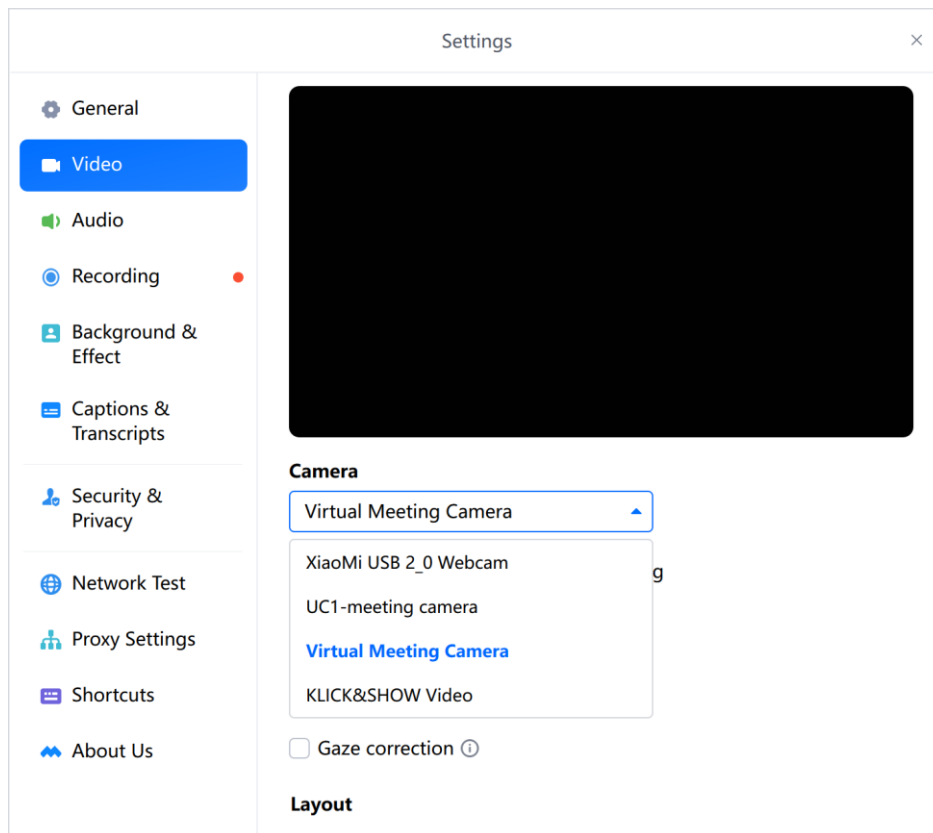 Settings
General
Video
Audio
Recording
Background &
Effect
Captions &
Transcripts
Security &
Privacy
Network Test
Proxy Settings
Shortcuts
About Us
Camera
Virtual Meeting Camera
XiaoMi USB 2_0 Webcam
g
UC1-meeting camera
Virtual Meeting Camera
KLICK&SHOW Video
Gaze correction
Layout